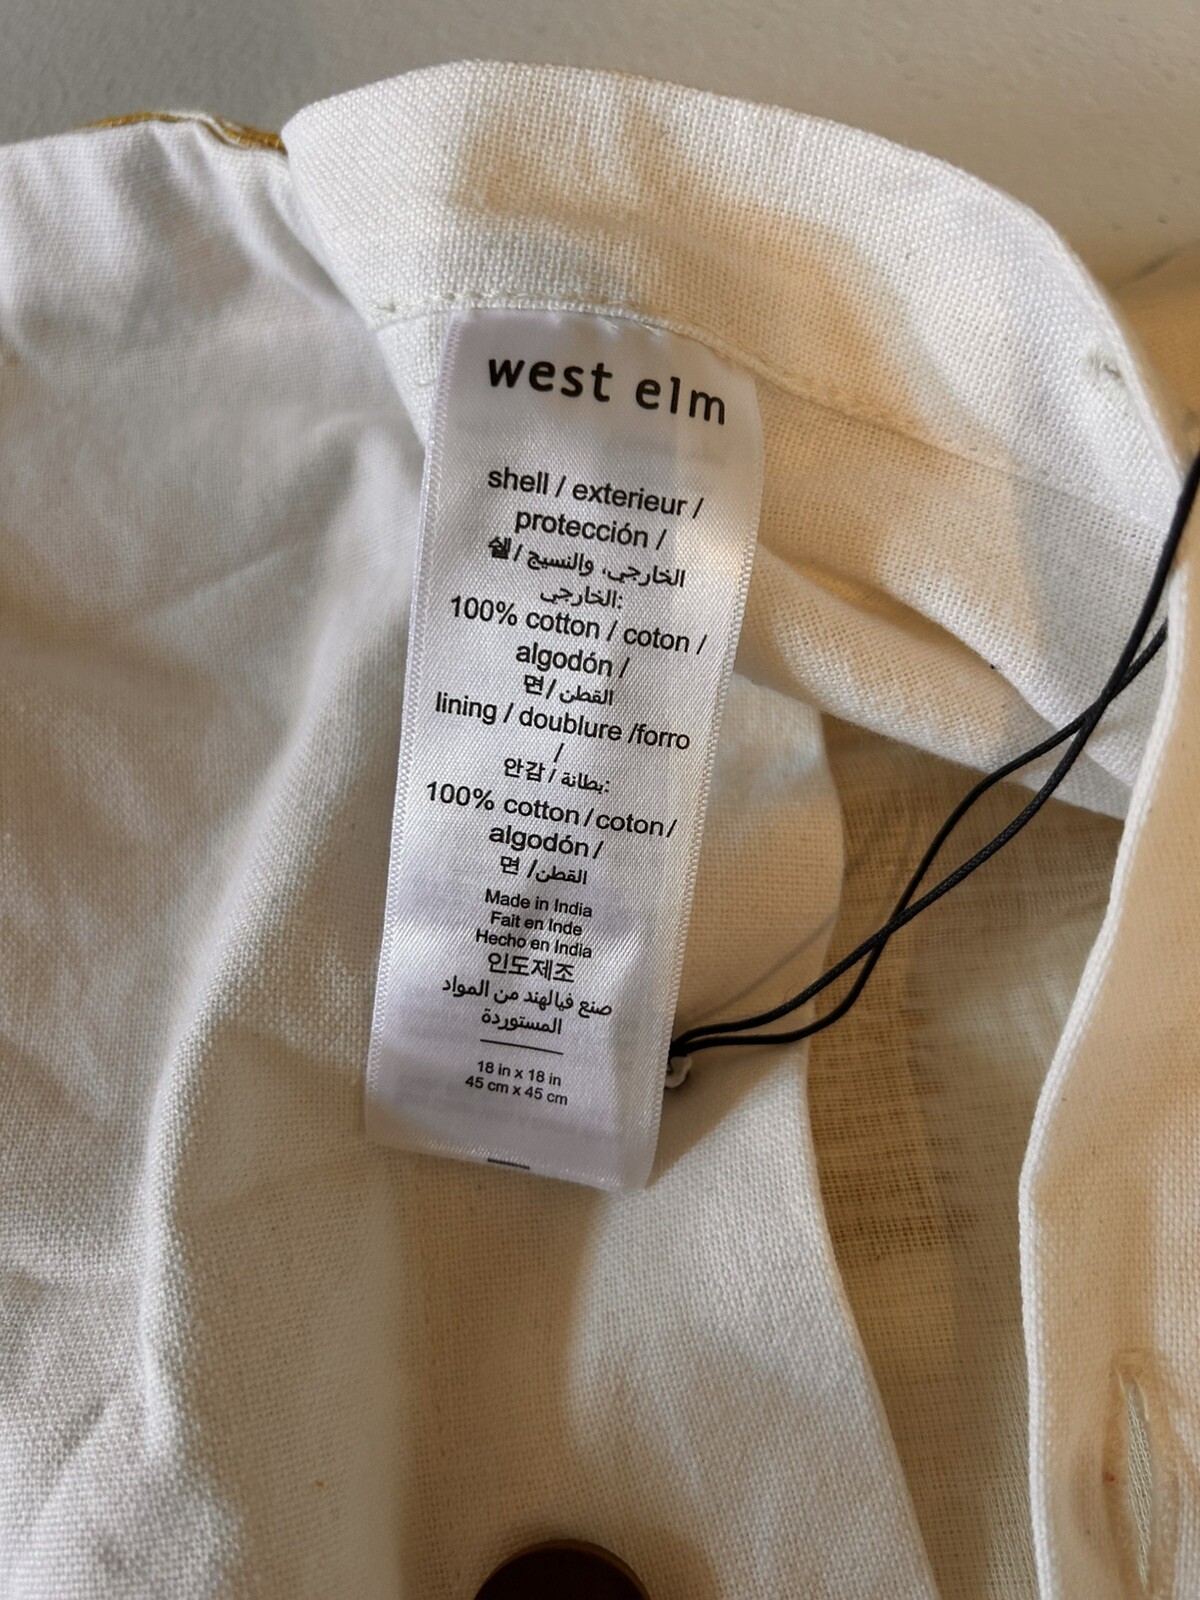 west elm
shell / exterieur /
protección /
쉘 / الخارجي، والنسيج
الخارجي:
100% cotton / coton /
algodón /
면 / القطن
lining / doublure /forro
/
안감 / بطانة:
100% cotton / coton /
algodón /
면 / القطن
Made in India
Fait en Inde
Hecho en India
인도제조
صنع فيالهند من المواد
المستوردة
18 in x 18 in
45 cm x 45 cm